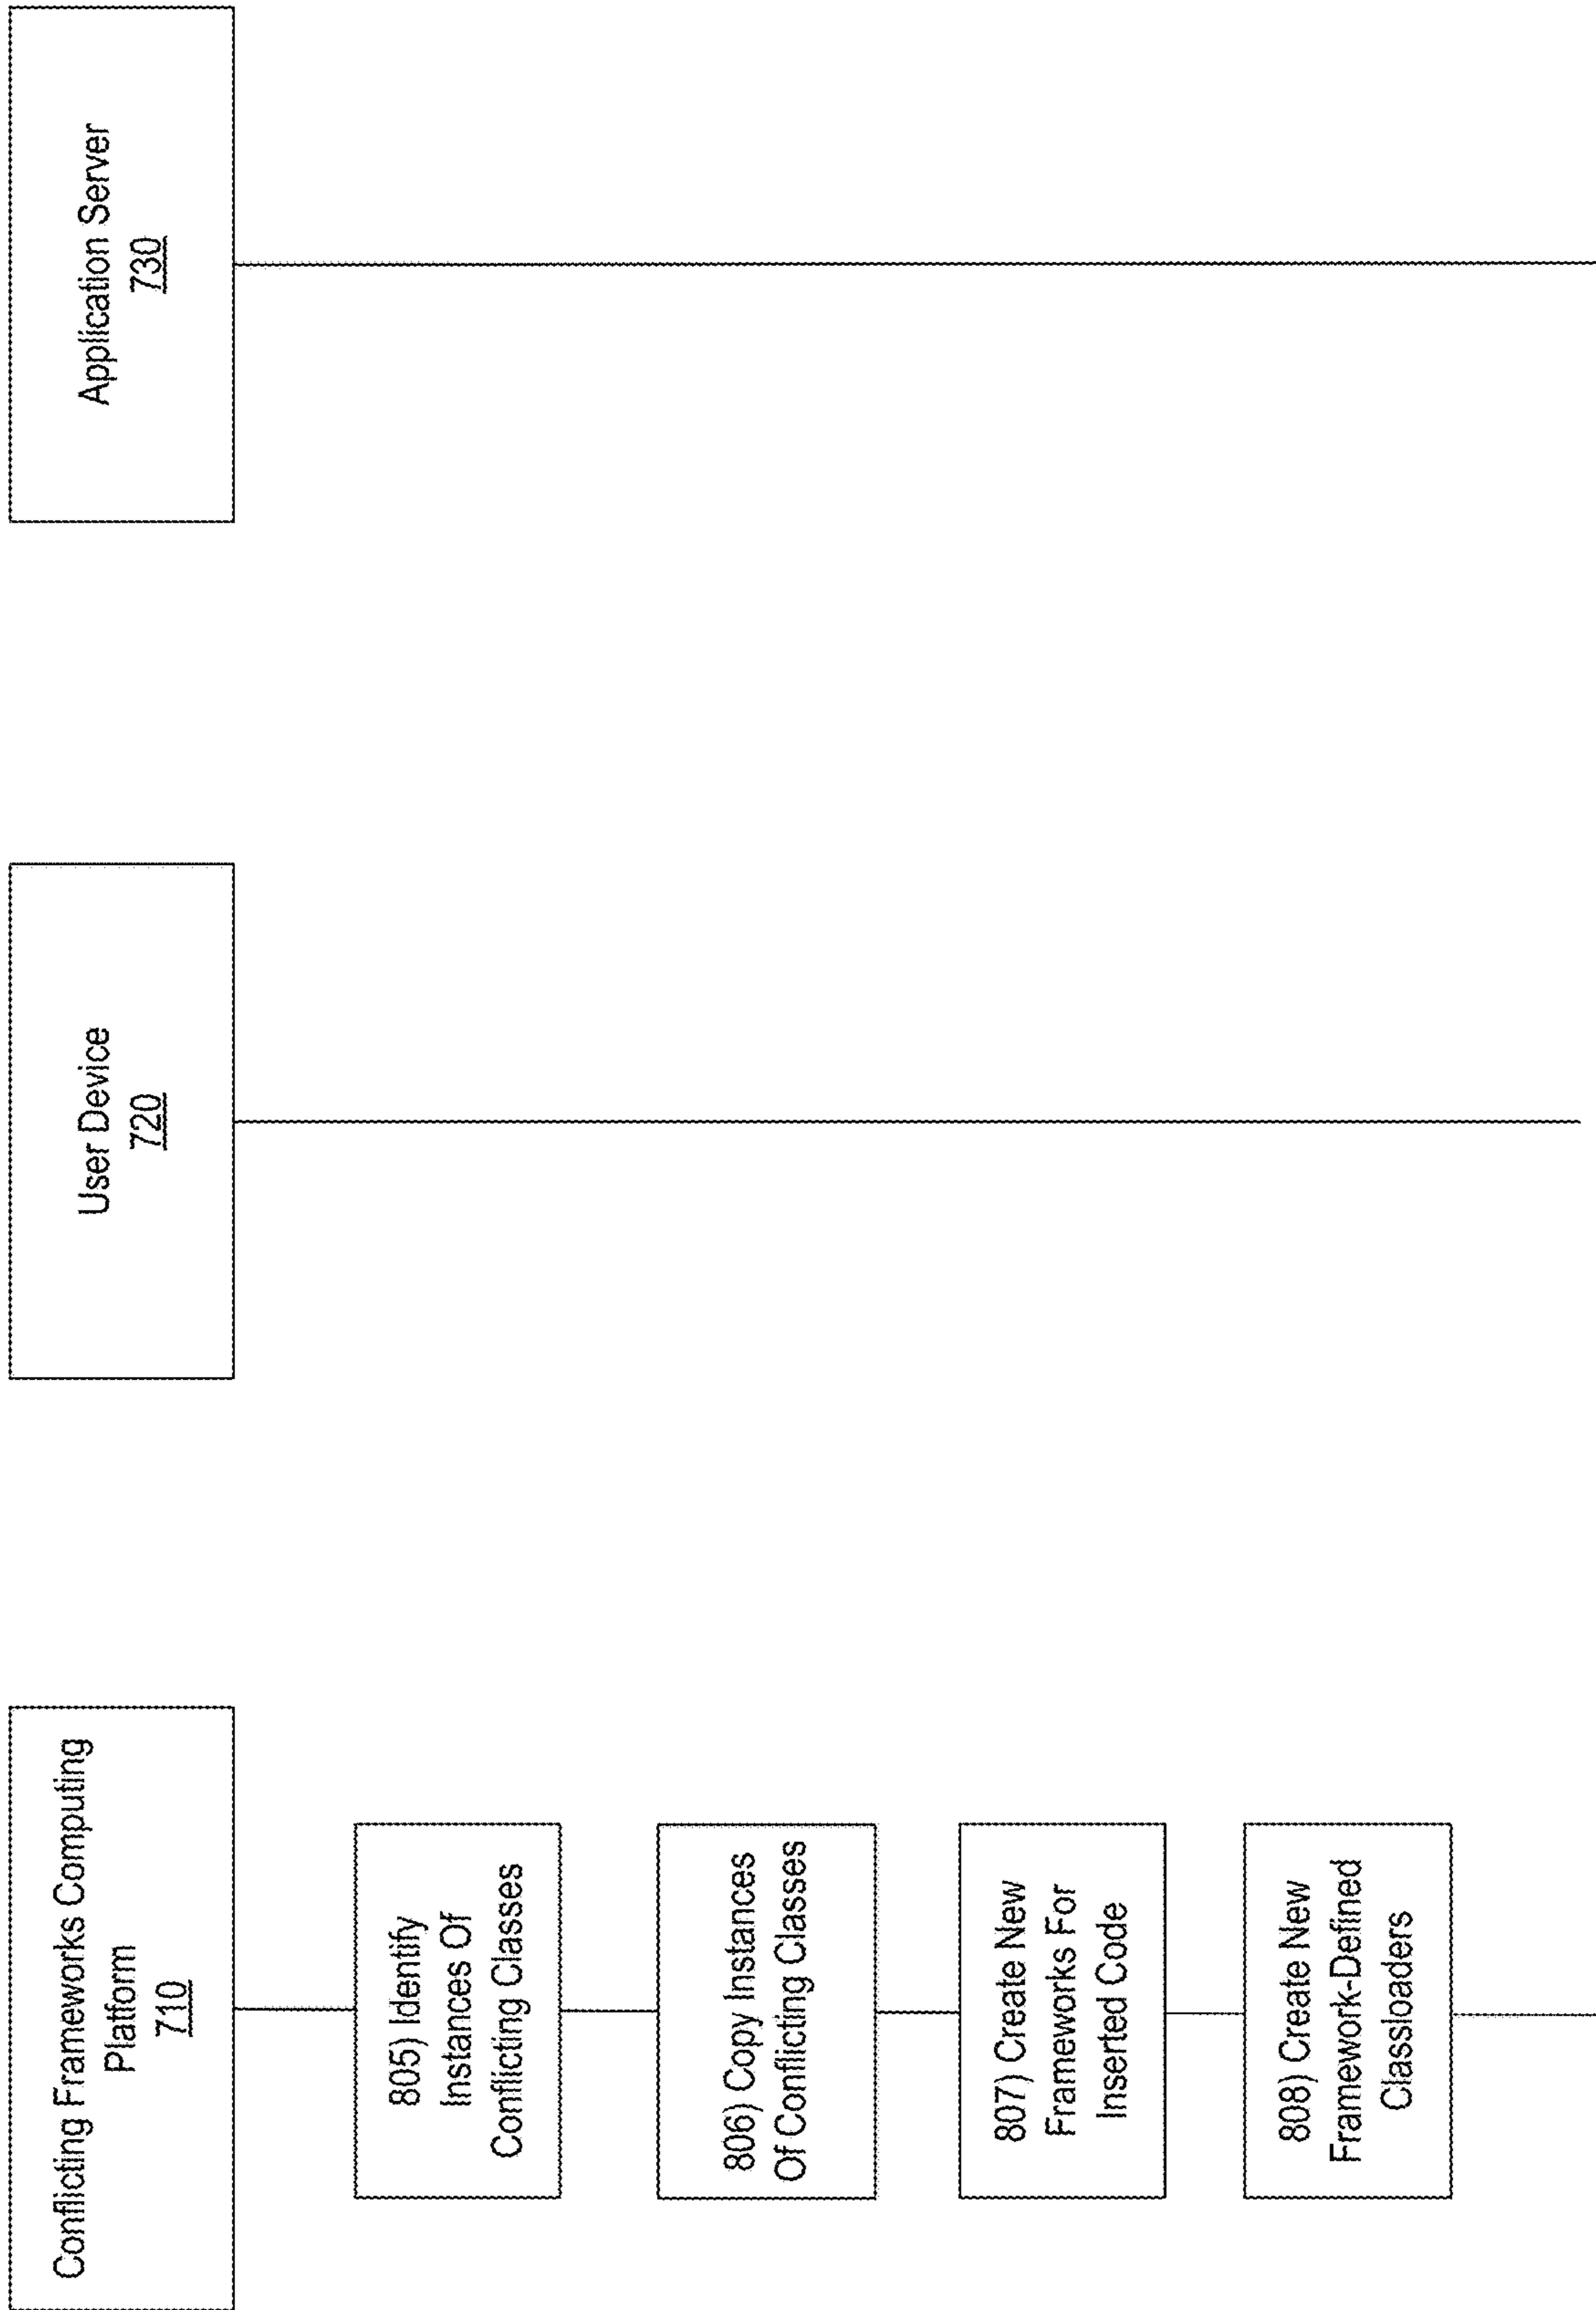 Conflicting Frameworks Computing
Platform
710
User Device
720
Application Server
730
805) Identify
Instances Of
Conflicting Classes
806) Copy Instances
Of Conflicting Classes
807) Create New
Frameworks For
Inserted Code
808) Create New
Framework-Defined
Classloaders